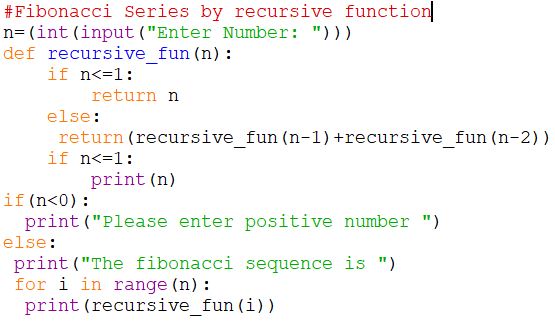 #Fibonacci Series by recursive function
n=(int(input("Enter Number: ")))
def recursive_fun(n):
    if n<=1:
        return n
    else:
     return(recursive_fun(n-1)+recursive_fun(n-2))
    if n<=1:
        print(n)
if(n<0):
  print("Please enter positive number ")
else:
 print("The fibonacci sequence is ")
 for i in range(n):
  print(recursive_fun(i))